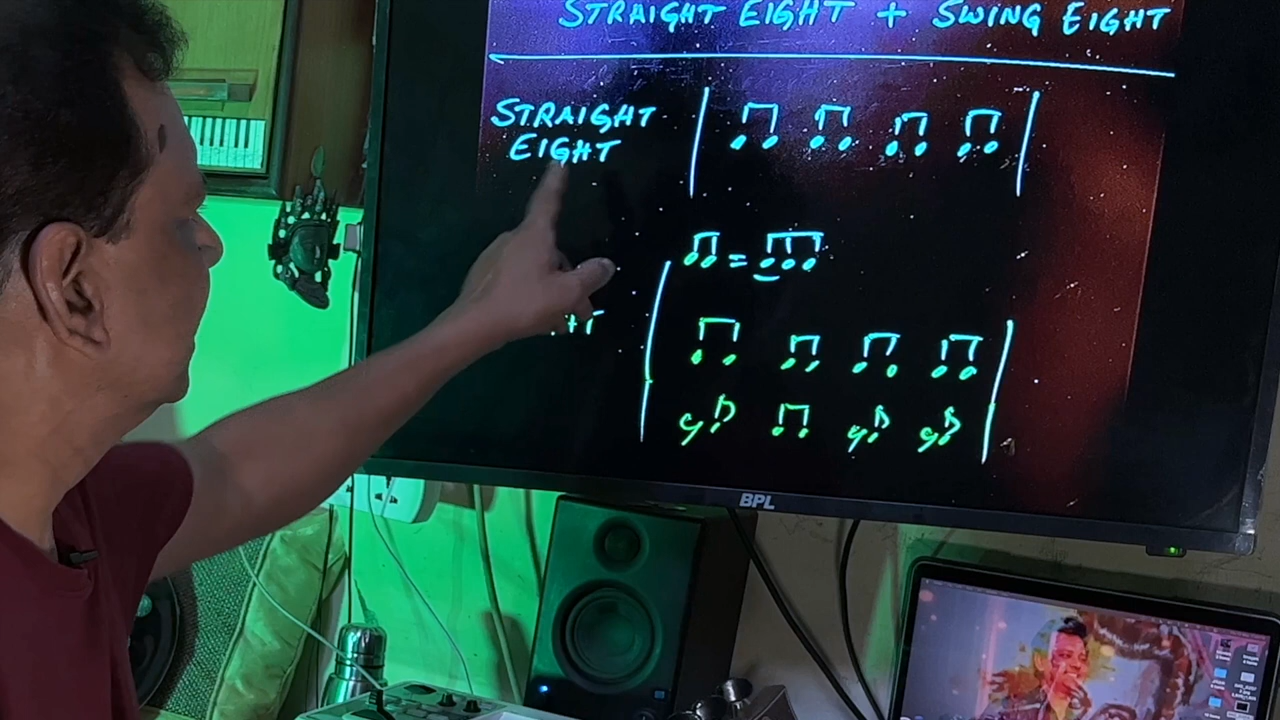 STRAIGHT EIGHT + SWING EIGHT
STRAIGHT
EIGHT
=
BPL